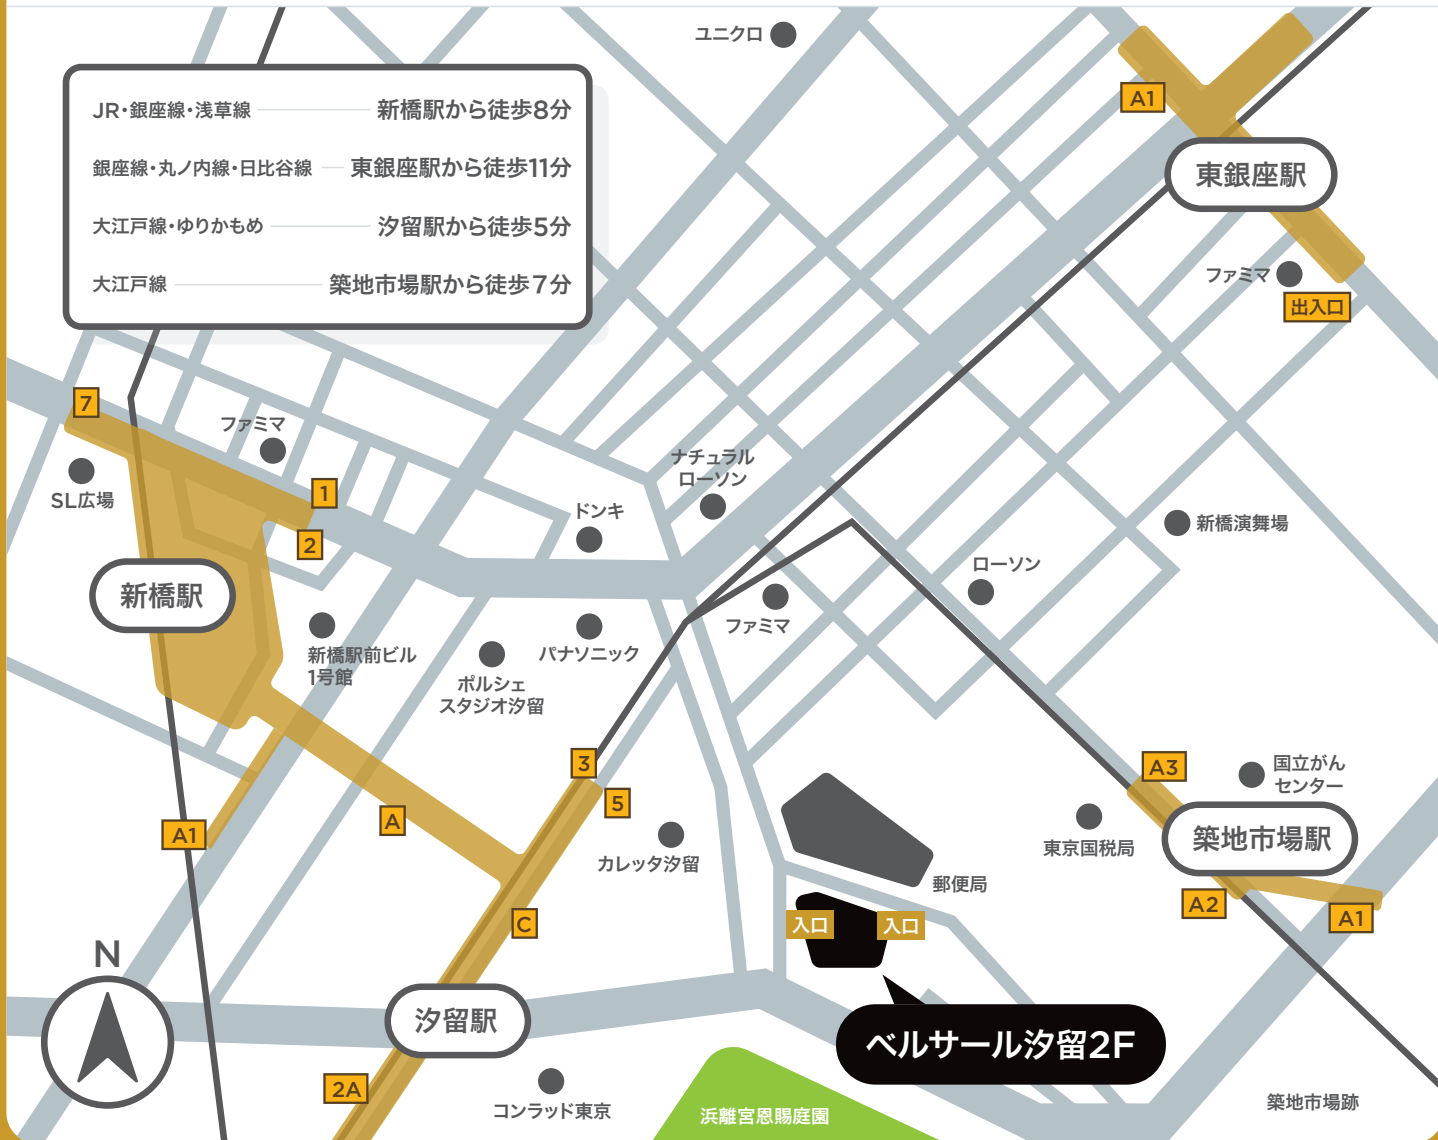 ユニクロ
A1
JR・銀座線・浅草線 新橋駅から徒歩8分
銀座線・丸ノ内線・日比谷線 東銀座駅から徒歩11分
大江戸線・ゆりかもめ 汐留駅から徒歩5分
大江戸線 築地市場駅から徒歩7分
東銀座駅
ファミマ
出入口
7
ファミマ
SL広場
1
2
ナチュラル
ローソン
ドンキ
新橋演舞場
ローソン
新橋駅
ファミマ
新橋駅前ビル
1号館
パナソニック
ポルシェ
スタジオ汐留
3
5
A3
国立がん
センター
A
A1
カレッタ汐留
東京国税局
築地市場駅
郵便局
A2
A1
C
入口
入口
N
汐留駅
ベルサール汐留2F
2A
コンラッド東京
浜離宮恩賜庭園
築地市場跡